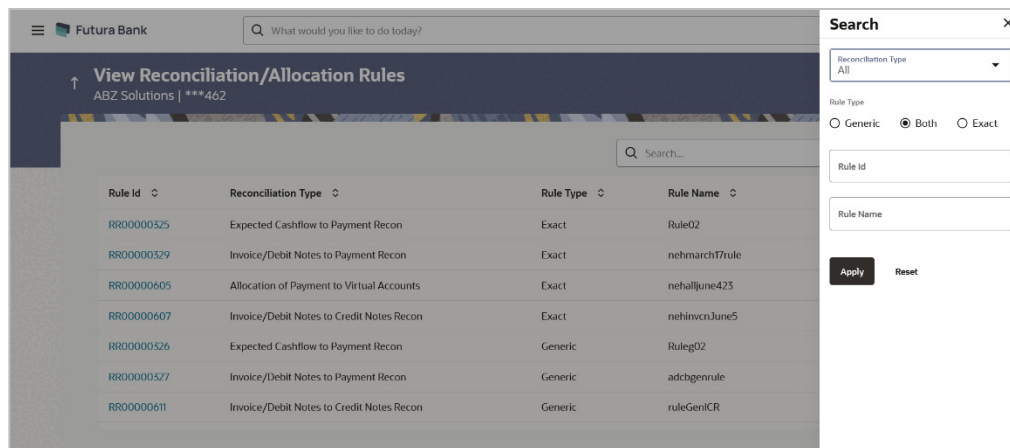 Futura Bank
What would you like to do today?
View Reconciliation/Allocation Rules
ABZ Solutions | ***462
Search...
Rule Id Reconciliation Type Rule Type Rule Name
RR00000325 Expected Cashflow to Payment Recon Exact Rule02
RR00000329 Invoice/Debit Notes to Payment Recon Exact nehmarch17rule
RR00000605 Allocation of Payment to Virtual Accounts Exact nehalljune423
RR00000607 Invoice/Debit Notes to Credit Notes Recon Exact nehinvcnJune5
RR00000326 Expected Cashflow to Payment Recon Generic Ruleg02
RR00000327 Invoice/Debit Notes to Payment Recon Generic adcbgenrule
RR00000611 Invoice/Debit Notes to Credit Notes Recon Generic ruleGenICR
Search
Reconciliation Type
All
Rule Type
Generic Both Exact
Rule Id
Rule Name
Apply Reset